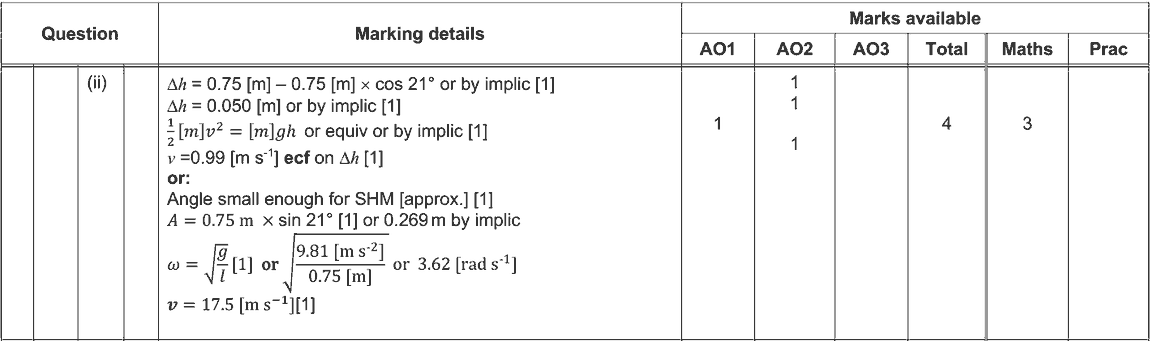 Question Marking details Marks available
AO1 AO2 AO3 Total Maths Prac
(ii) Δh = 0.75 [m] – 0.75 [m] × cos 21° or by implic [1] 1
Δh = 0.050 [m] or by implic [1] 1
½[m]v² = [m]gh or equiv or by implic [1] 1 4 3
v =0.99 [m s⁻¹] ecf on Δh [1] 1
or:
Angle small enough for SHM [approx.] [1]
A = 0.75 m × sin 21° [1] or 0.269 m by implic
ω = √(g/l) [1] or √(9.81 [m s⁻²]/0.75 [m]) or 3.62 [rad s⁻¹]
v = 17.5 [m s⁻¹][1]